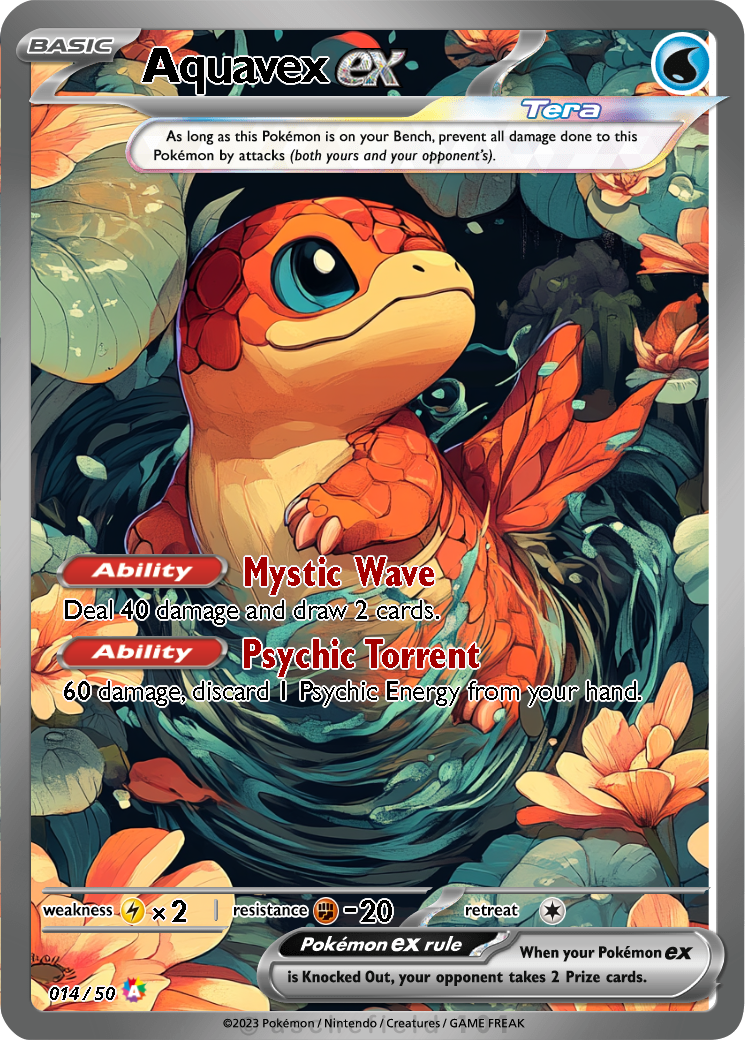 BASIC
Aquavex ex
Tera
As long as this Pokémon is on your Bench, prevent all damage done to this
Pokémon by attacks (both yours and your opponent's).
Ability Mystic Wave
Deal 40 damage and draw 2 cards.
Ability Psychic Torrent
60 damage, discard 1 Psychic Energy from your hand.
weakness ×2 resistance -20 retreat
Pokémon ex rule
When your Pokémon ex
is Knocked Out, your opponent takes 2 Prize cards.
014/50 A
©2023 Pokémon / Nintendo / Creatures / GAME FREAK